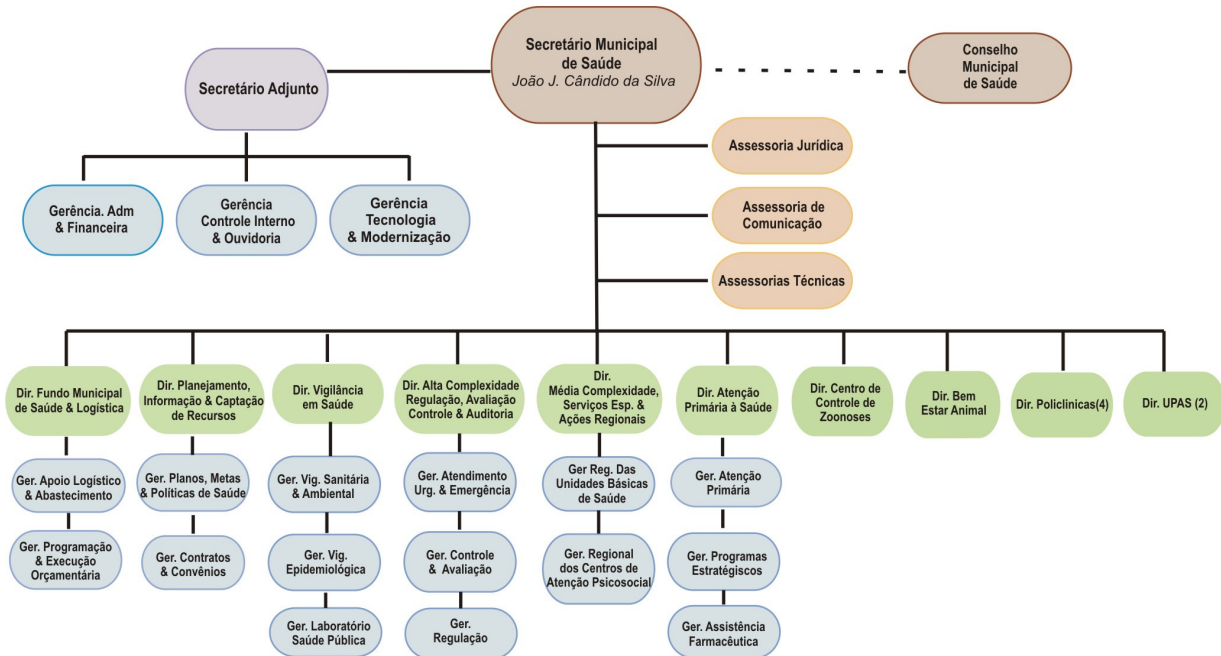 Secretário Municipal
de Saúde
João J. Cândido da Silva
Conselho
Municipal
de Saúde
Secretário Adjunto
Assessoria Jurídica
Gerência. Adm
& Financeira
Gerência
Controle Interno
& Ouvidoria
Gerência
Tecnologia
& Modernização
Assessoria de
Comunicação
Assessorias Técnicas
Dir. Fundo Municipal
de Saúde & Logística
Dir. Planejamento,
Informação & Captação
de Recursos
Dir. Vigilância
em Saúde
Dir. Alta Complexidade
Regulação, Avaliação
Controle & Auditoria
Dir.
Média Complexidade,
Serviços Esp. &
Ações Regionais
Dir. Atenção
Primária à Saúde
Dir. Centro de
Controle de
Zoonoses
Dir. Bem
Estar Animal
Dir. Policlinicas(4)
Dir. UPAS (2)
Ger. Apoio Logístico
& Abastecimento
Ger. Planos, Metas
& Políticas de Saúde
Ger. Vig. Sanitária
& Ambiental
Ger. Atendimento
Urg. & Emergência
Ger Reg. Das
Unidades Básicas
de Saúde
Ger. Atenção
Primária
Ger. Programação
& Execução
Orçamentária
Ger. Contratos
& Convênios
Ger. Vig.
Epidemiológica
Ger. Controle
& Avaliação
Ger. Regional
dos Centros de
Atenção Psicosocial
Ger. Programas
Estratégiscos
Ger. Laboratório
Saúde Pública
Ger.
Regulação
Ger. Assistência
Farmacêutica